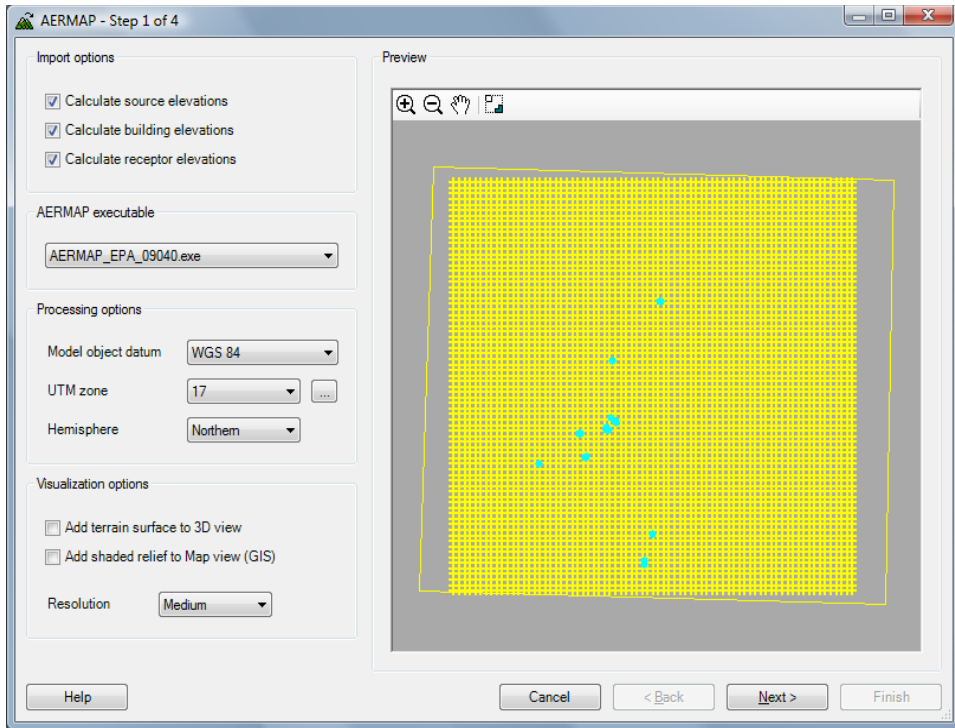 AERMAP - Step 1 of 4
Import options
Calculate source elevations
Calculate building elevations
Calculate receptor elevations
AERMAP executable
AERMAP_EPA_09040.exe
Processing options
Model object datum WGS 84
UTM zone 17 ...
Hemisphere Northern
Visualization options
Add terrain surface to 3D view
Add shaded relief to Map view (GIS)
Resolution Medium
Preview
Help Cancel < Back Next > Finish